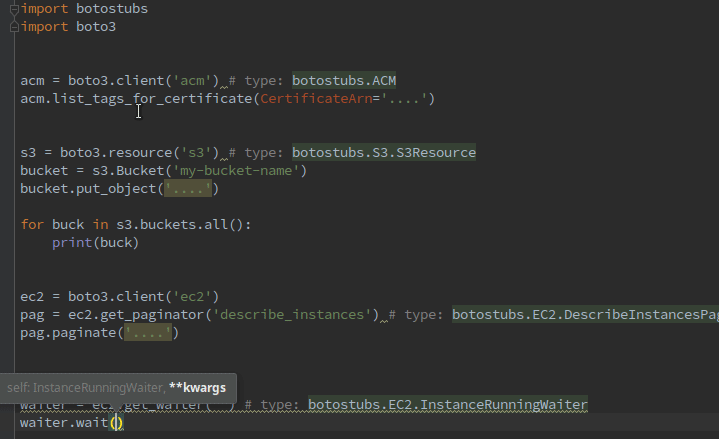 import botostubs
import boto3
acm = boto3.client('acm') # type: botostubs.ACM
acm.list_tags_for_certificate(CertificateArn='....')
s3 = boto3.resource('s3') # type: botostubs.S3.S3Resource
bucket = s3.Bucket('my-bucket-name')
bucket.put_object('....')
for buck in s3.buckets.all():
    print(buck)
ec2 = boto3.client('ec2')
pag = ec2.get_paginator('describe_instances') # type: botostubs.EC2.DescribeInstancesPag
pag.paginate('....')
self: InstanceRunningWaiter, **kwargs
waiter = ec2.get_waiter(' ') # type: botostubs.EC2.InstanceRunningWaiter
waiter.wait()